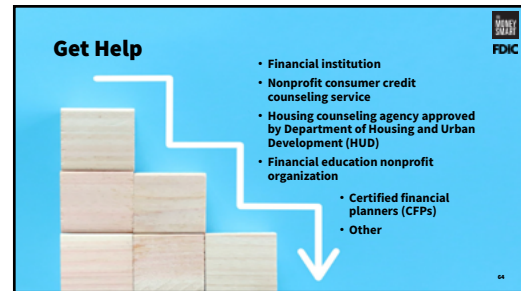 MONEY
SMART
FDIC
Get Help
• Financial institution
• Nonprofit consumer credit
counseling service
• Housing counseling agency approved
by Department of Housing and Urban
Development (HUD)
• Financial education nonprofit
organization
• Certified financial
planners (CFPs)
• Other
64